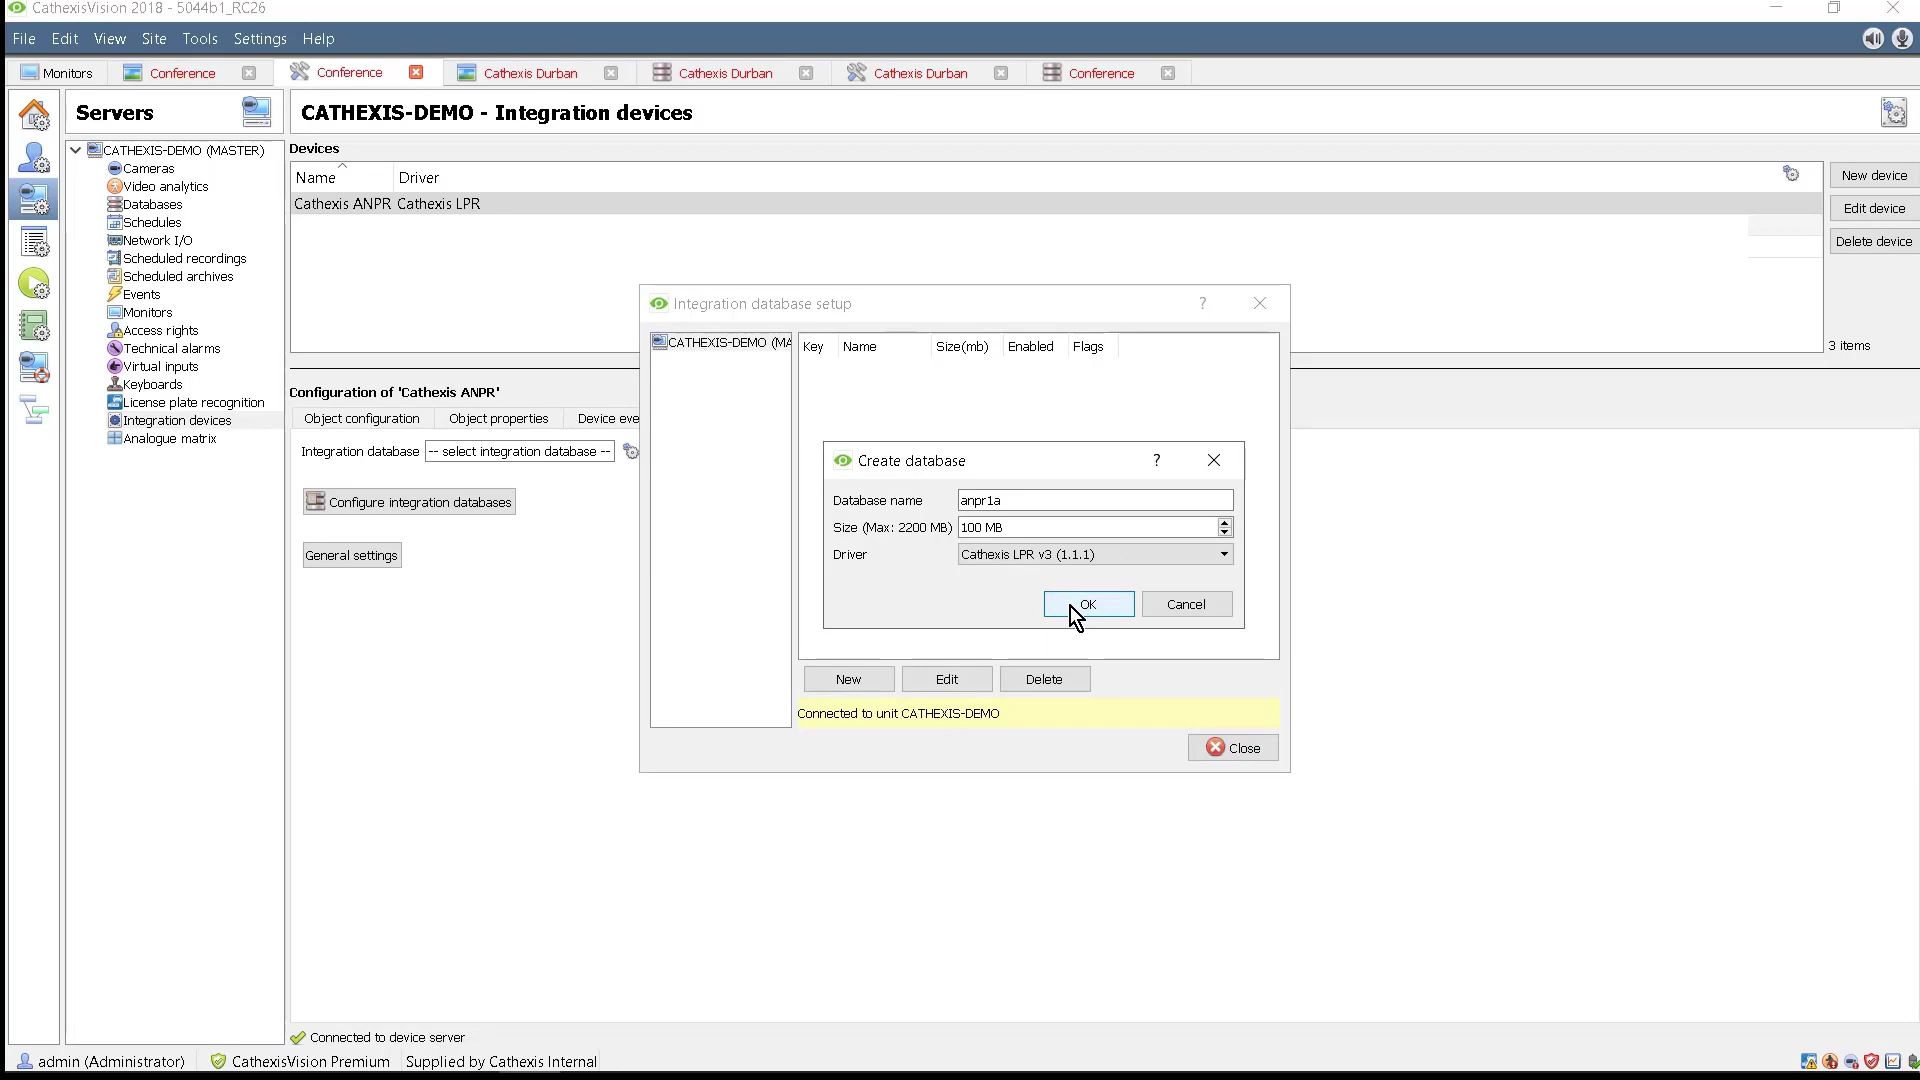 CathexisVision 2018 - 5044b1_RC26
File Edit View Site Tools Settings Help
Monitors Conference Conference Cathexis Durban Cathexis Durban Cathexis Durban Conference
Servers
CATHEXIS-DEMO - Integration devices
CATHEXIS-DEMO (MASTER)
Cameras
Video analytics
Databases
Schedules
Network I/O
Scheduled recordings
Scheduled archives
Events
Monitors
Access rights
Technical alarms
Virtual inputs
Keyboards
License plate recognition
Integration devices
Analogue matrix
Devices
Name Driver
Cathexis ANPR Cathexis LPR
New device
Edit device
Delete device
3 items
Configuration of 'Cathexis ANPR'
Object configuration Object properties Device eve
Integration database -- select integration database --
Configure integration databases
General settings
Integration database setup ?
CATHEXIS-DEMO (MA
Key Name Size(mb) Enabled Flags
Create database ?
Database name anpr1a
Size (Max: 2200 MB) 100 MB
Driver Cathexis LPR v3 (1.1.1)
OK Cancel
New Edit Delete
Connected to unit CATHEXIS-DEMO
Close
Connected to device server
admin (Administrator) CathexisVision Premium Supplied by Cathexis Internal